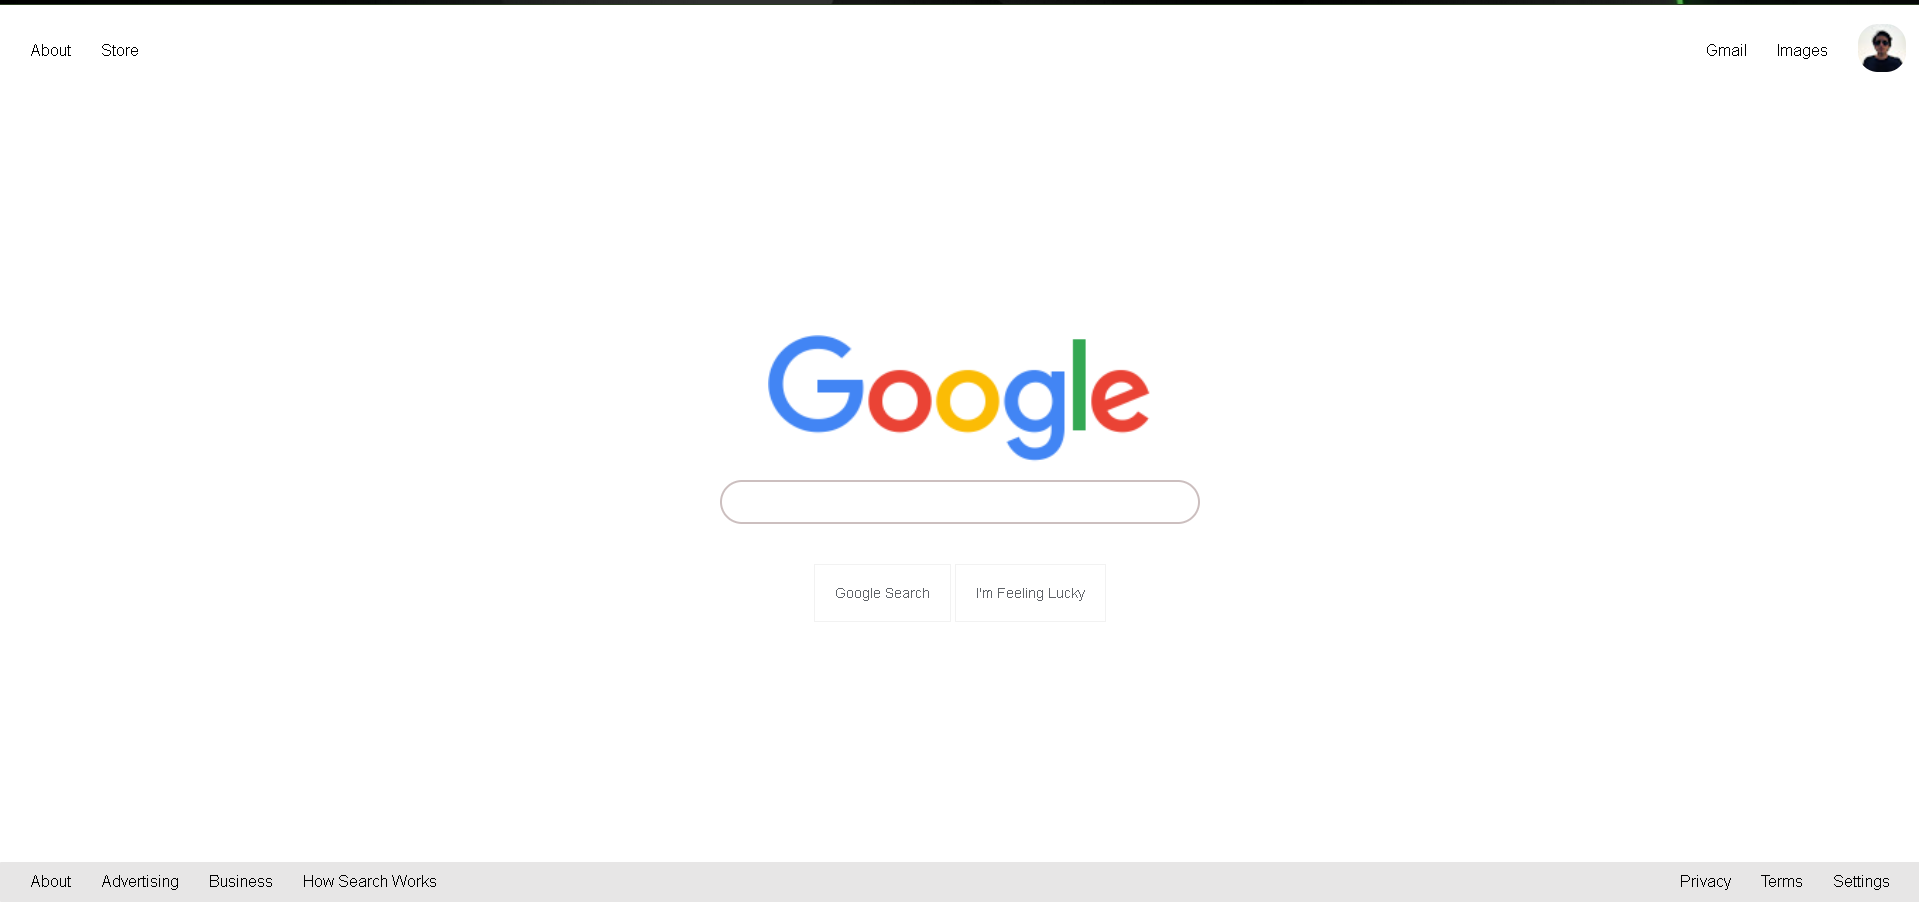 About Store Gmail Images
Google
Google Search I'm Feeling Lucky
About Advertising Business How Search Works Privacy Terms Settings